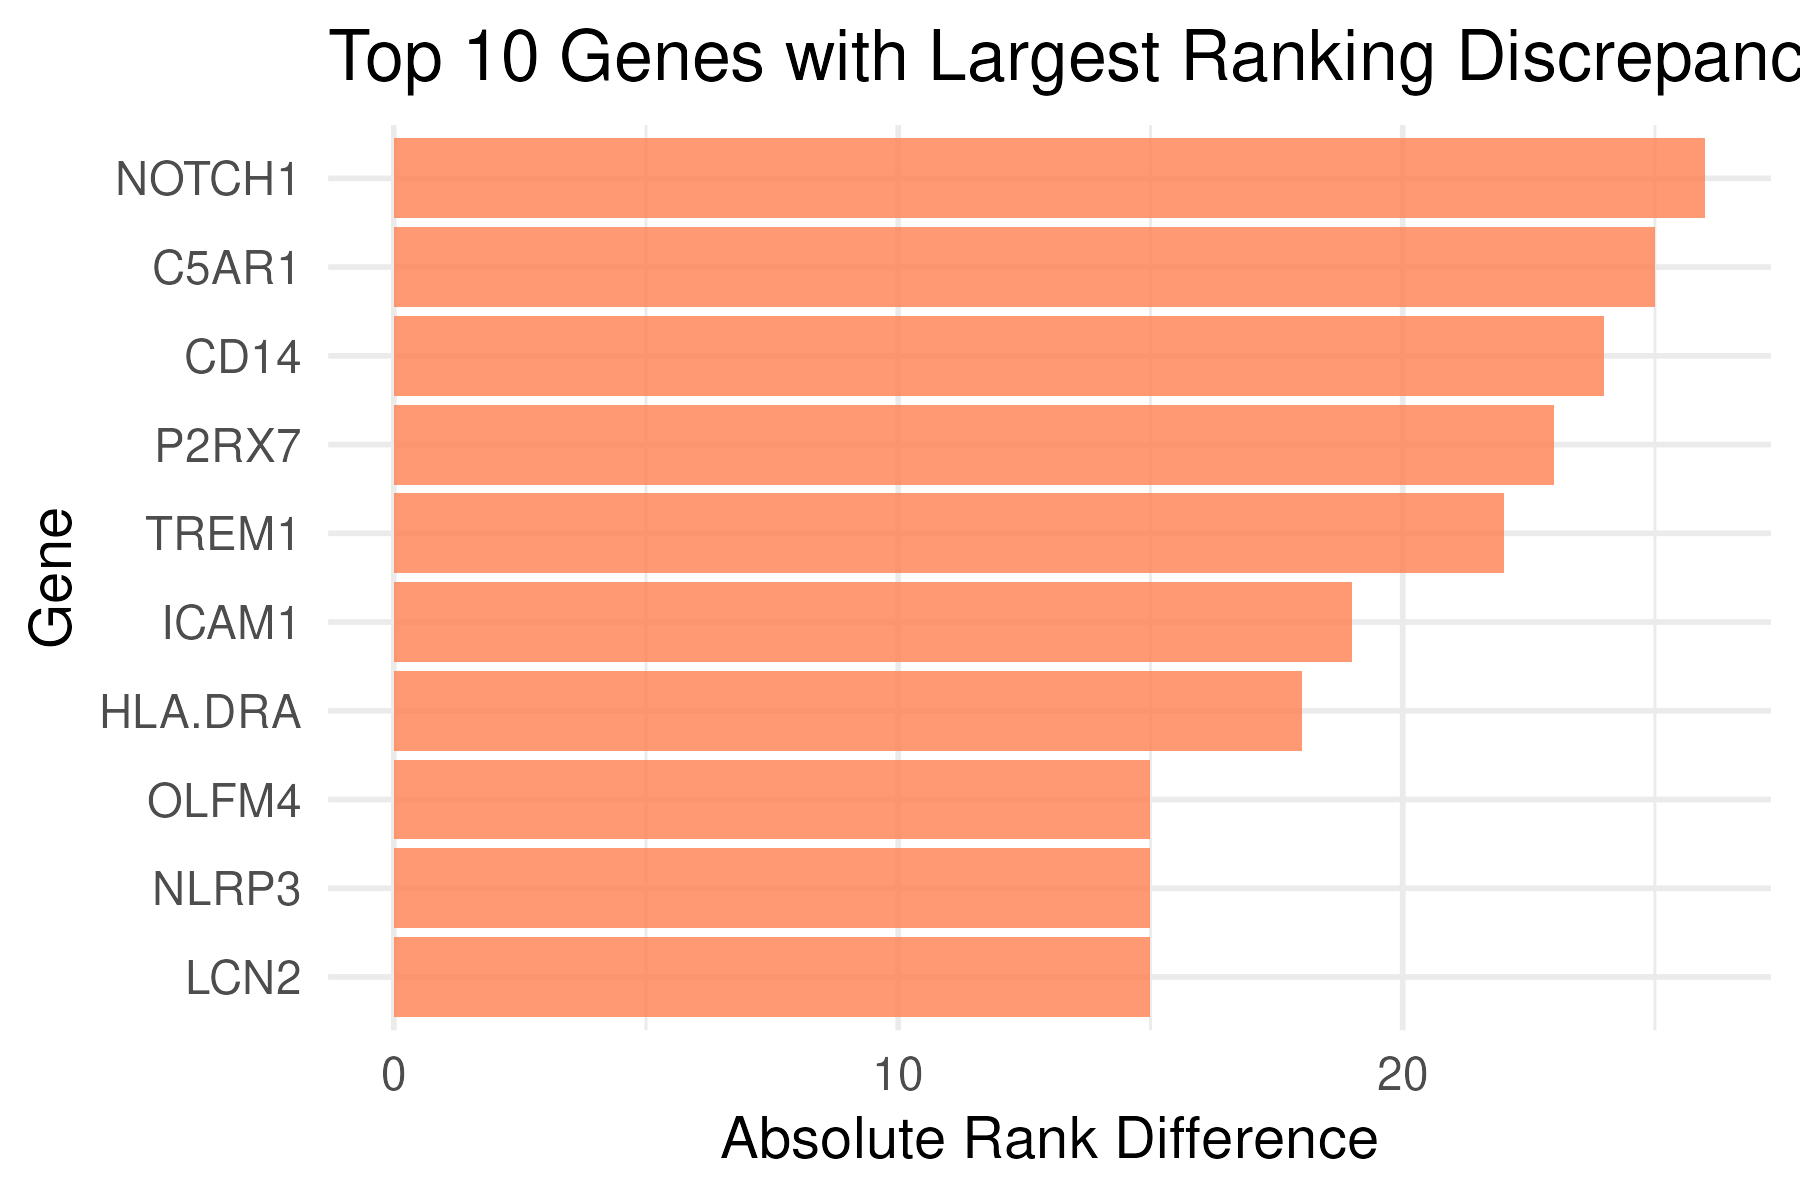 Top 10 Genes with Largest Ranking Discrepanc
NOTCH1
C5AR1
CD14
P2RX7
TREM1
ICAM1
HLA.DRA
OLFM4
NLRP3
LCN2
Gene
0 10 20
Absolute Rank Difference